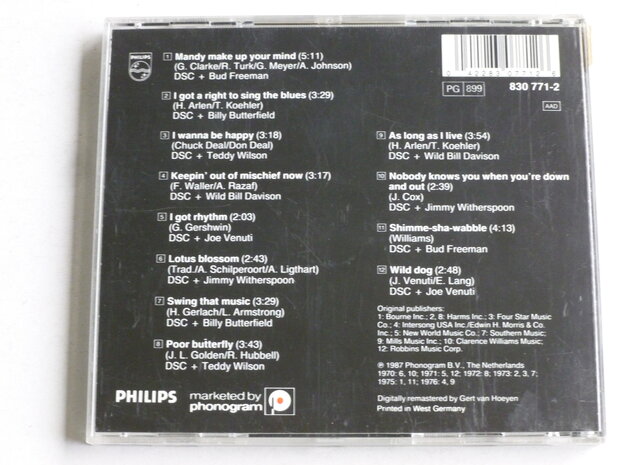 PHILIPS
1 Mandy make up your mind (5:11)
(G. Clarke/R. Turk/G. Meyer/A. Johnson)
DSC + Bud Freeman
2 I got a right to sing the blues (3:29)
(H. Arlen/T. Koehler)
DSC + Billy Butterfield
3 I wanna be happy (3:18)
(Chuck Deal/Don Deal)
DSC + Teddy Wilson
4 Keepin' out of mischief now (3:17)
(F. Waller/A. Razaf)
DSC + Wild Bill Davison
5 I got rhythm (2:03)
(G. Gershwin)
DSC + Joe Venuti
6 Lotus blossom (2:43)
(Trad./A. Schilperoort/A. Ligthart)
DSC + Jimmy Witherspoon
7 Swing that music (3:29)
(H. Gerlach/L. Armstrong)
DSC + Billy Butterfield
8 Poor butterfly (3:43)
(J. L. Golden/R. Hubbell)
DSC + Teddy Wilson
PG 899
830 771-2
AAD
9 As long as I live (3:54)
(H. Arlen/T. Koehler)
DSC + Wild Bill Davison
10 Nobody knows you when you're down
and out (2:39)
(J. Cox)
DSC + Jimmy Witherspoon
11 Shimme-sha-wabble (4:13)
(Williams)
DSC + Bud Freeman
12 Wild dog (2:48)
(J. Venuti/E. Lang)
DSC + Joe Venuti
Original publishers:
1: Bourne Inc.; 2, 8: Harms Inc.; 3: Four Star Music
Co.; 4: Intersong USA Inc./Edwin H. Morris & Co.
Inc.; 5: New World Music Co.; 7: Southern Music;
9: Mills Music Inc.; 10: Clarence Williams Music;
12: Robbins Music Corp.
℗ 1987 Phonogram B.V., The Netherlands
1970: 6, 10; 1971: 5, 12; 1972: 8; 1973: 2, 3, 7;
1975: 1, 11; 1976: 4, 9
Digitally remastered by Gert van Hoeyen
Printed in West Germany
PHILIPS
marketed by
phonogram